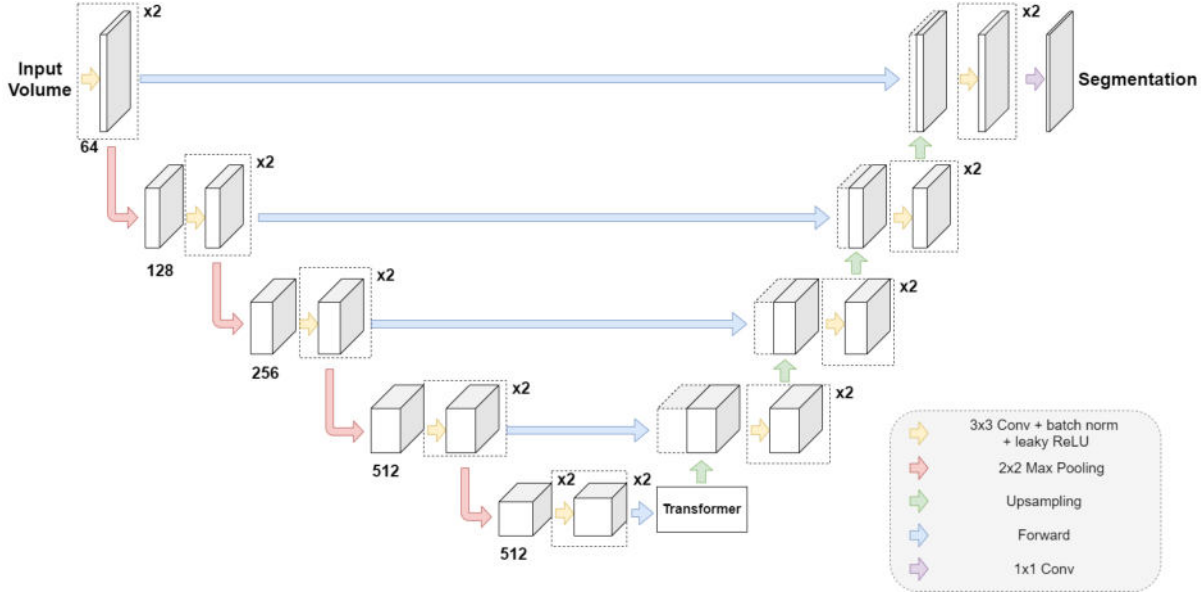 x2
x2
Input
Volume
Segmentation
64
x2
x2
128
x2
x2
256
x2
x2
512
x2
x2
Transformer
512
3x3 Conv + batch norm
+ leaky ReLU
2x2 Max Pooling
Upsampling
Forward
1x1 Conv